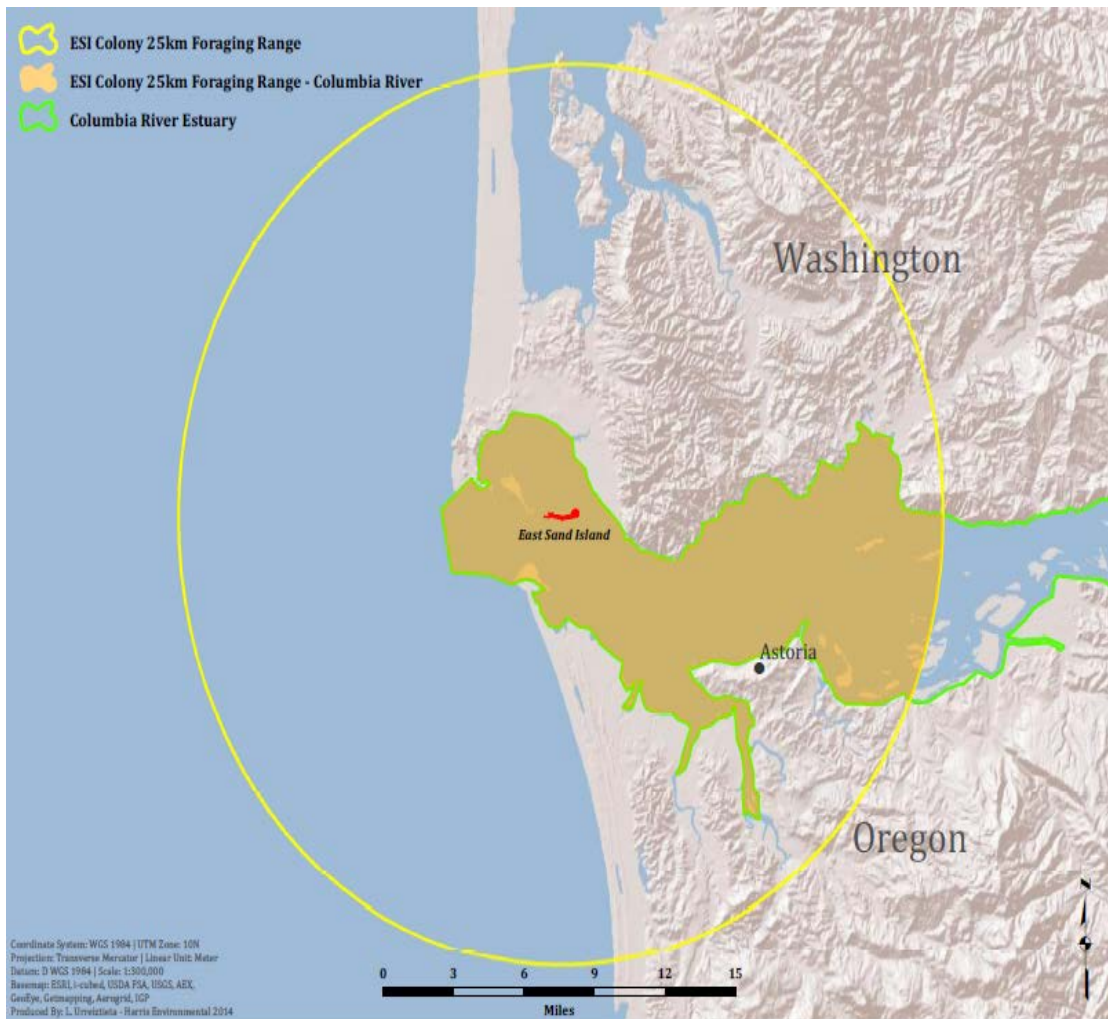 ESI Colony 25km Foraging Range
ESI Colony 25km Foraging Range - Columbia River
Columbia River Estuary
Washington
East Sand Island
Astoria
Oregon
N
Coordinate System: WGS 1984 | UTM Zone: 10N
Projection: Transverse Mercator | Linear Unit: Meter
Datum: D WGS 1984 | Scale: 1:300,000
Basemap: ESRI, i-cubed, USDA FSA, USGS, AEX,
GeoEye, Getmapping, Aerogrid, IGP
Produced By: L. Urreiztieta - Harris Environmental 2014
0 3 6 9 12 15
Miles